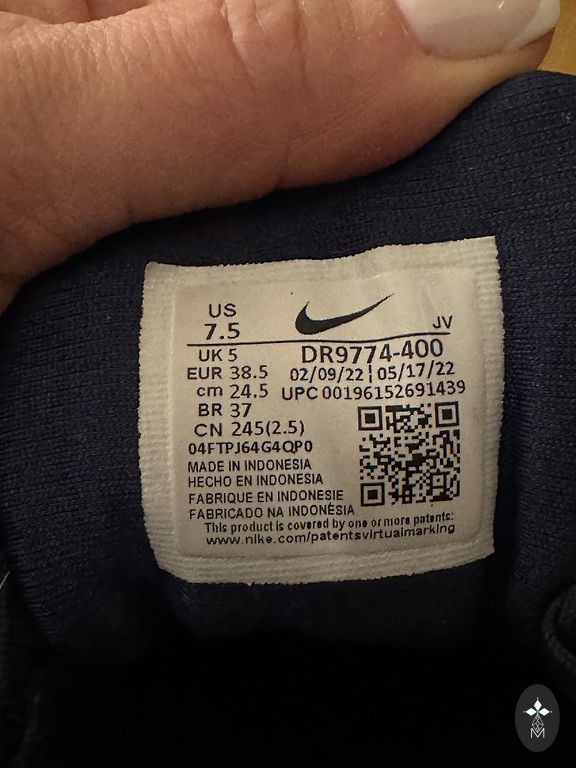 US
7.5
JV
UK 5
DR9774-400
EUR 38.5
02/09/22 | 05/17/22
cm 24.5
UPC 00196152691439
BR 37
CN 245(2.5)
04FTPJ64G4QP0
MADE IN INDONESIA
HECHO EN INDONESIA
FABRIQUE EN INDONESIE
FABRICADO NA INDONÉSIA
This product is covered by one or more patents:
www.nike.com/patentsvirtualmarking
M